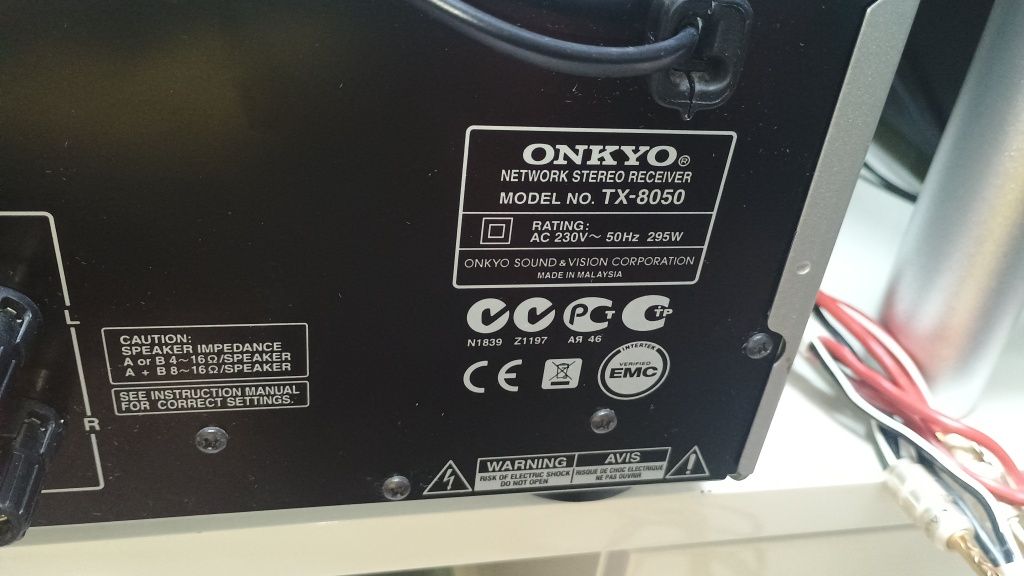 ONKYO®
NETWORK STEREO RECEIVER
MODEL NO. TX-8050
RATING:
AC 230V～ 50Hz 295W
ONKYO SOUND & VISION CORPORATION
MADE IN MALAYSIA
N1839 Z1197 АЯ 46
PCT
CTP
CE
INTERTEK
VERIFIED
EMC
L
R
CAUTION:
SPEAKER IMPEDANCE
A or B 4～16Ω/SPEAKER
A + B 8～16Ω/SPEAKER
SEE INSTRUCTION MANUAL
FOR CORRECT SETTINGS.
WARNING
RISK OF ELECTRIC SHOCK
DO NOT OPEN
AVIS
RISQUE DE CHOC ELECTRIQUE
NE PAS OUVRIR